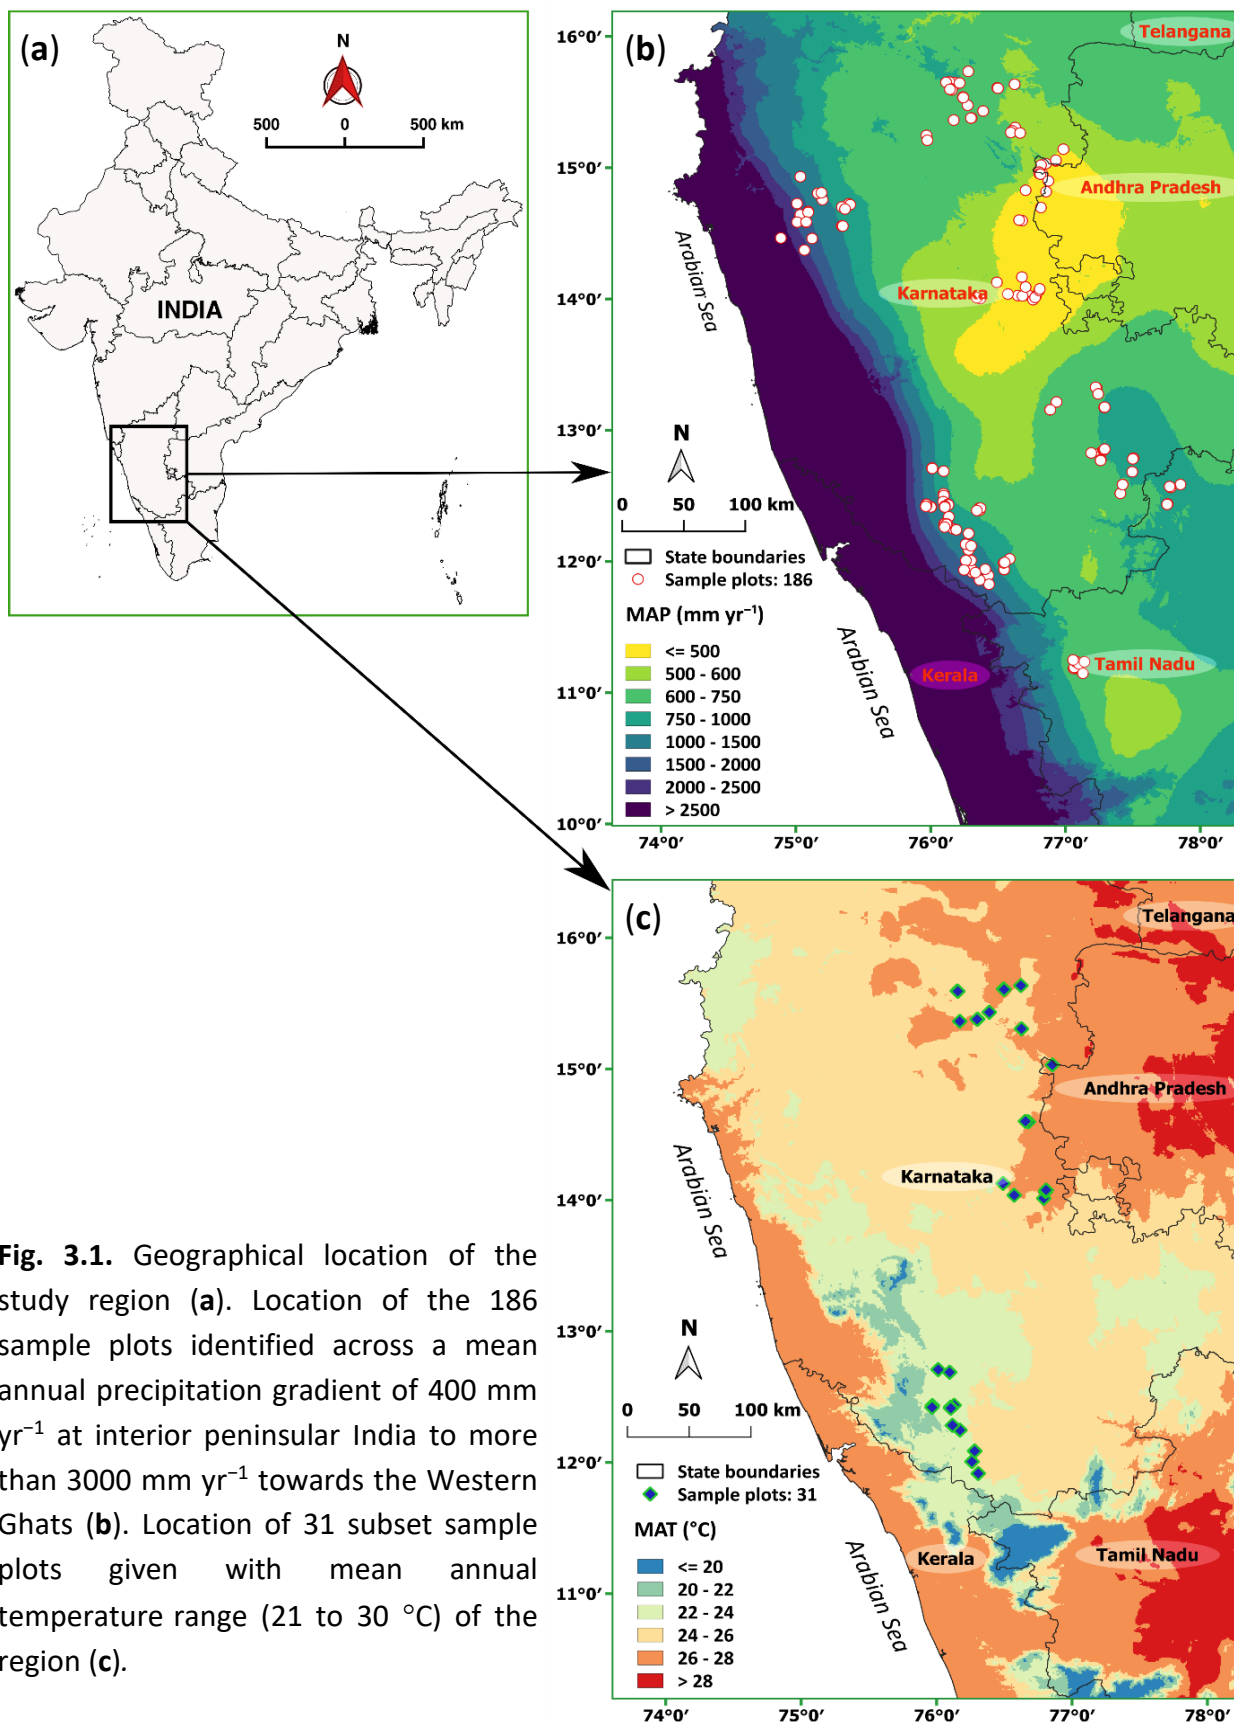 (a)
N
500
0
500 km
INDIA
(b)
16°0′
15°0′
14°0′
13°0′
12°0′
11°0′
10°0′
Telangana
Andhra Pradesh
Karnataka
Arabian Sea
N
0
50
100 km
State boundaries
Sample plots: 186
MAP (mm yr⁻¹)
<= 500
500 - 600
600 - 750
750 - 1000
1000 - 1500
1500 - 2000
2000 - 2500
> 2500
Arabian Sea
Kerala
Tamil Nadu
74°0′
75°0′
76°0′
77°0′
78°0′
(c)
16°0′
15°0′
14°0′
13°0′
12°0′
11°0′
Telangana
Andhra Pradesh
Karnataka
Arabian Sea
N
0
50
100 km
State boundaries
Sample plots: 31
MAT (°C)
<= 20
20 - 22
22 - 24
24 - 26
26 - 28
> 28
Arabian Sea
Kerala
Tamil Nadu
74°0′
75°0′
76°0′
77°0′
78°0′
Fig. 3.1. Geographical location of the
study region (a). Location of the 186
sample plots identified across a mean
annual precipitation gradient of 400 mm
yr⁻¹ at interior peninsular India to more
than 3000 mm yr⁻¹ towards the Western
Ghats (b). Location of 31 subset sample
plots given with mean annual
temperature range (21 to 30 °C) of the
region (c).